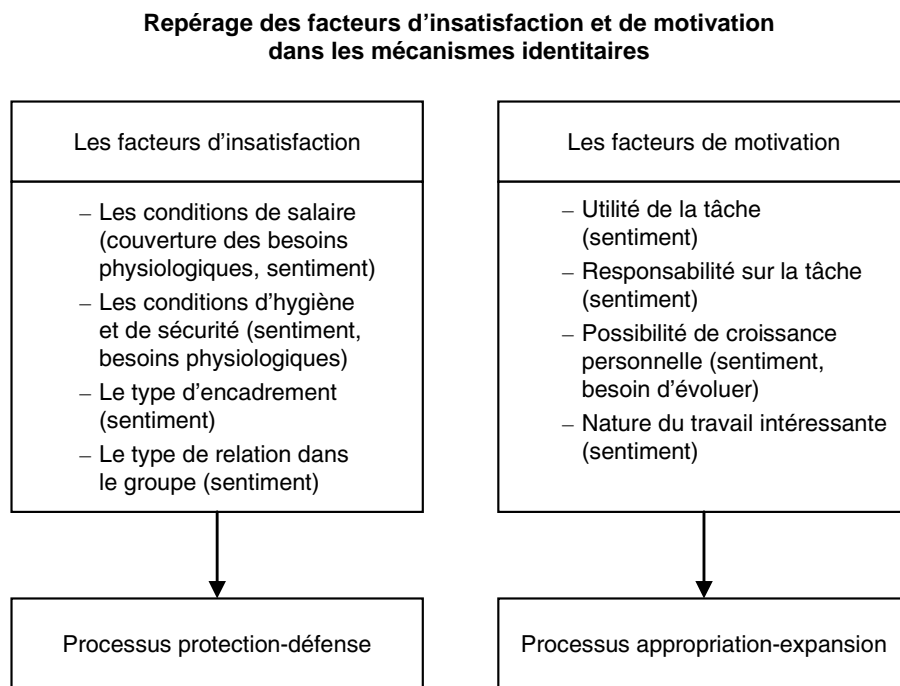 Repérage des facteurs d’insatisfaction et de motivation
dans les mécanismes identitaires
Les facteurs d’insatisfaction
– Les conditions de salaire
(couverture des besoins
physiologiques, sentiment)
– Les conditions d’hygiène
et de sécurité (sentiment,
besoins physiologiques)
– Le type d’encadrement
(sentiment)
– Le type de relation dans
le groupe (sentiment)
Processus protection-défense
Les facteurs de motivation
– Utilité de la tâche
(sentiment)
– Responsabilité sur la tâche
(sentiment)
– Possibilité de croissance
personnelle (sentiment,
besoin d’évoluer)
– Nature du travail intéressante
(sentiment)
Processus appropriation-expansion